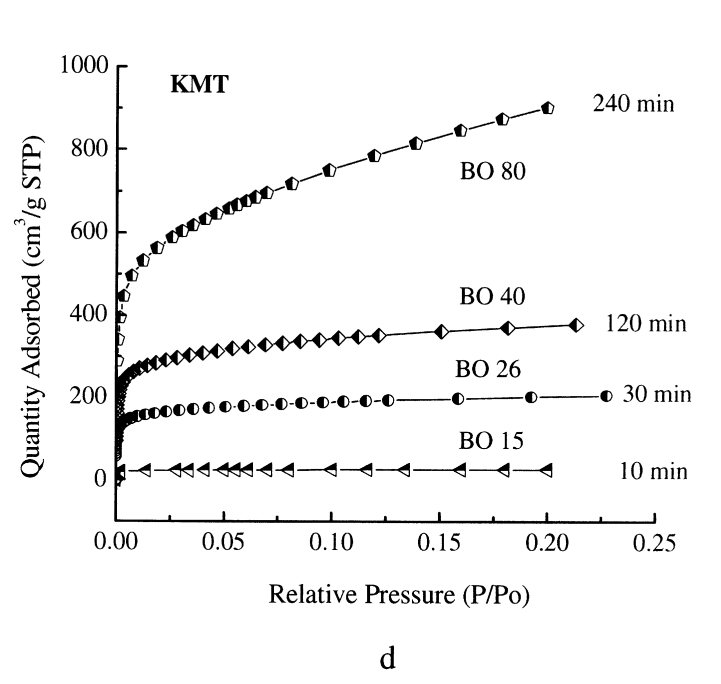 1000
KMT
240 min
800
BO 80
600
BO 40
400
120 min
BO 26
200
30 min
BO 15
0
10 min
0.00 0.05 0.10 0.15 0.20 0.25
Quantity Adsorbed (cm³/g STP)
Relative Pressure (P/Po)
d